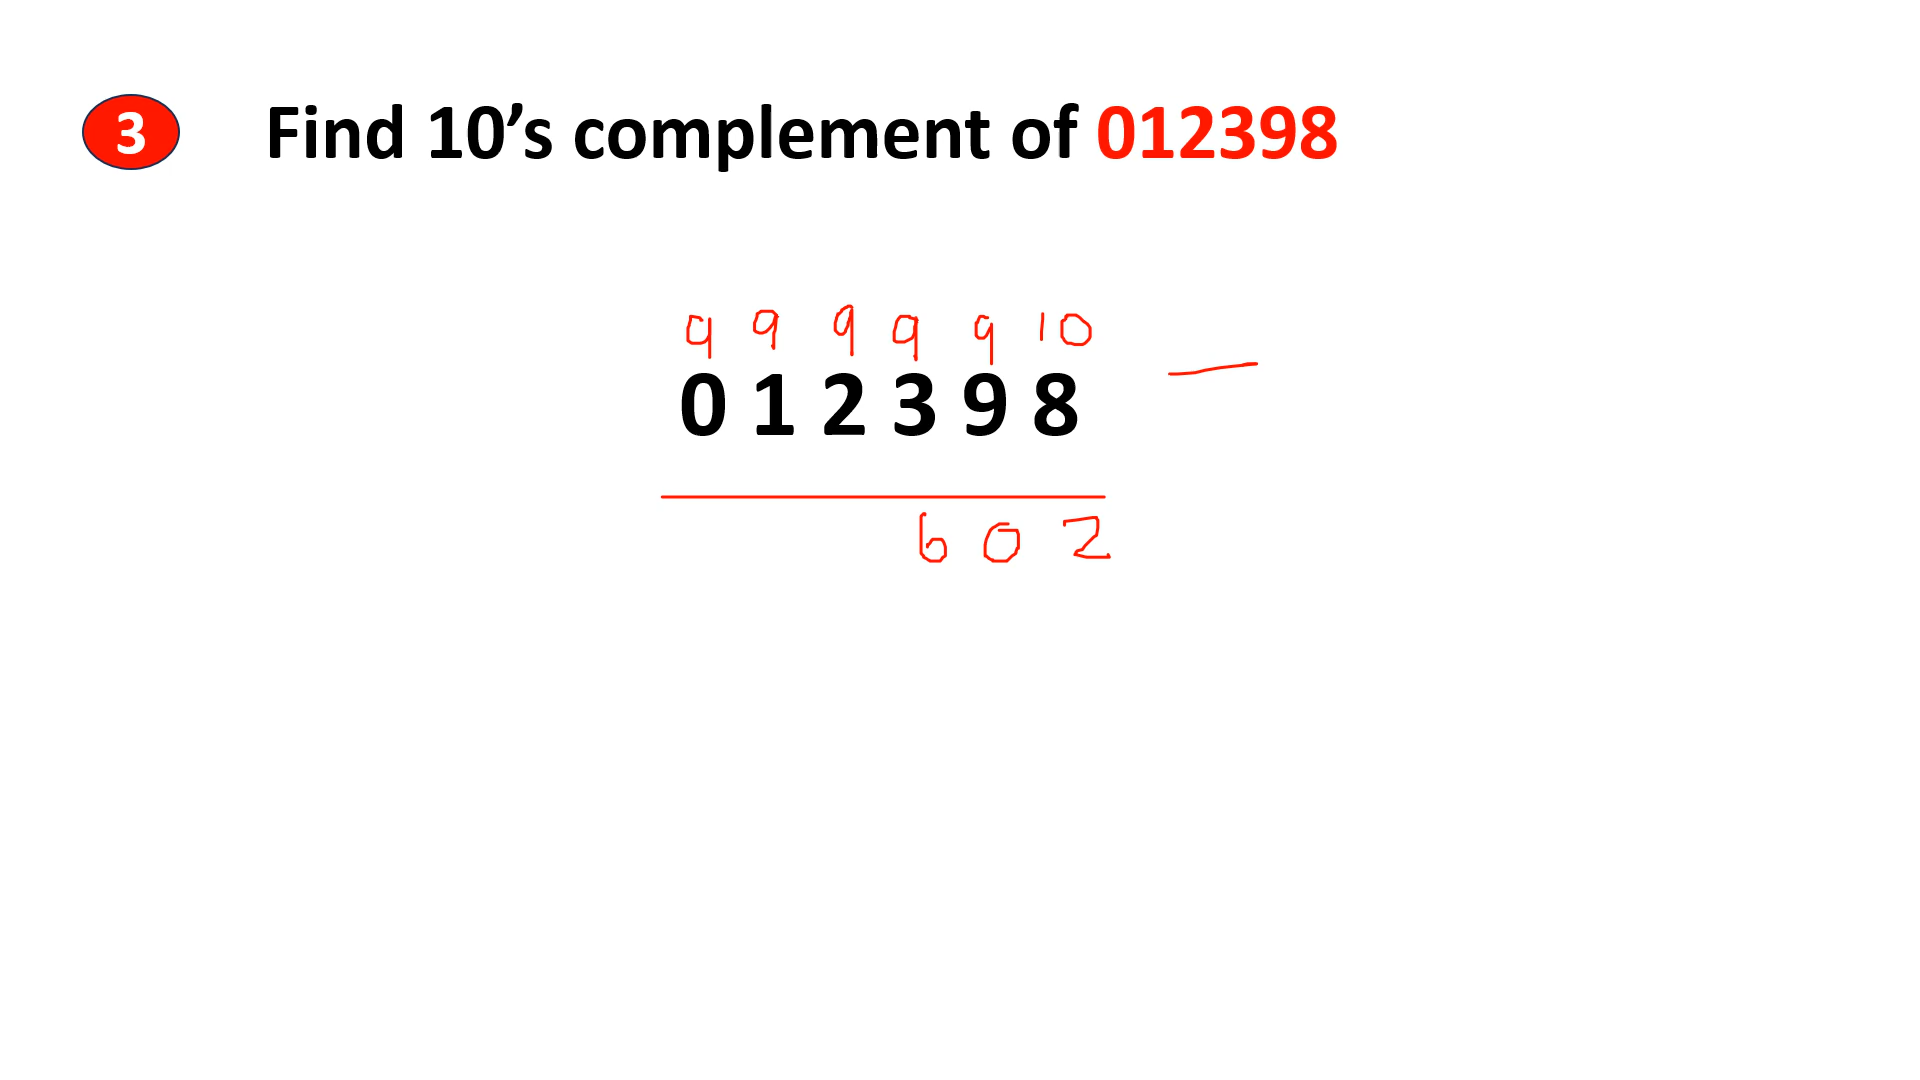 3 Find 10’s complement of 012398
9 9 9 9 9 10
0 1 2 3 9 8 —
6 0 2